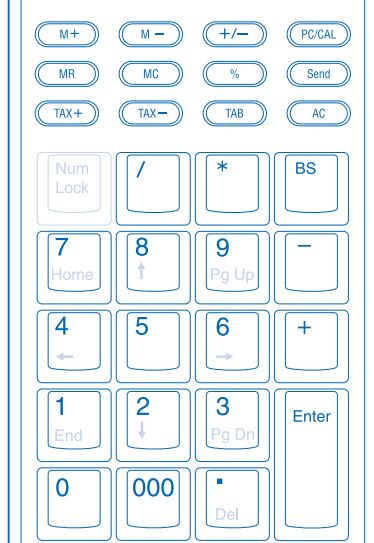 M+ M− +/− PC/CAL
MR MC % Send
TAX+ TAX− TAB AC
Num Lock / * BS
7 Home 8 ↑ 9 Pg Up −
4 ← 5 6 → +
1 End 2 ↓ 3 Pg Dn Enter
0 000 . Del